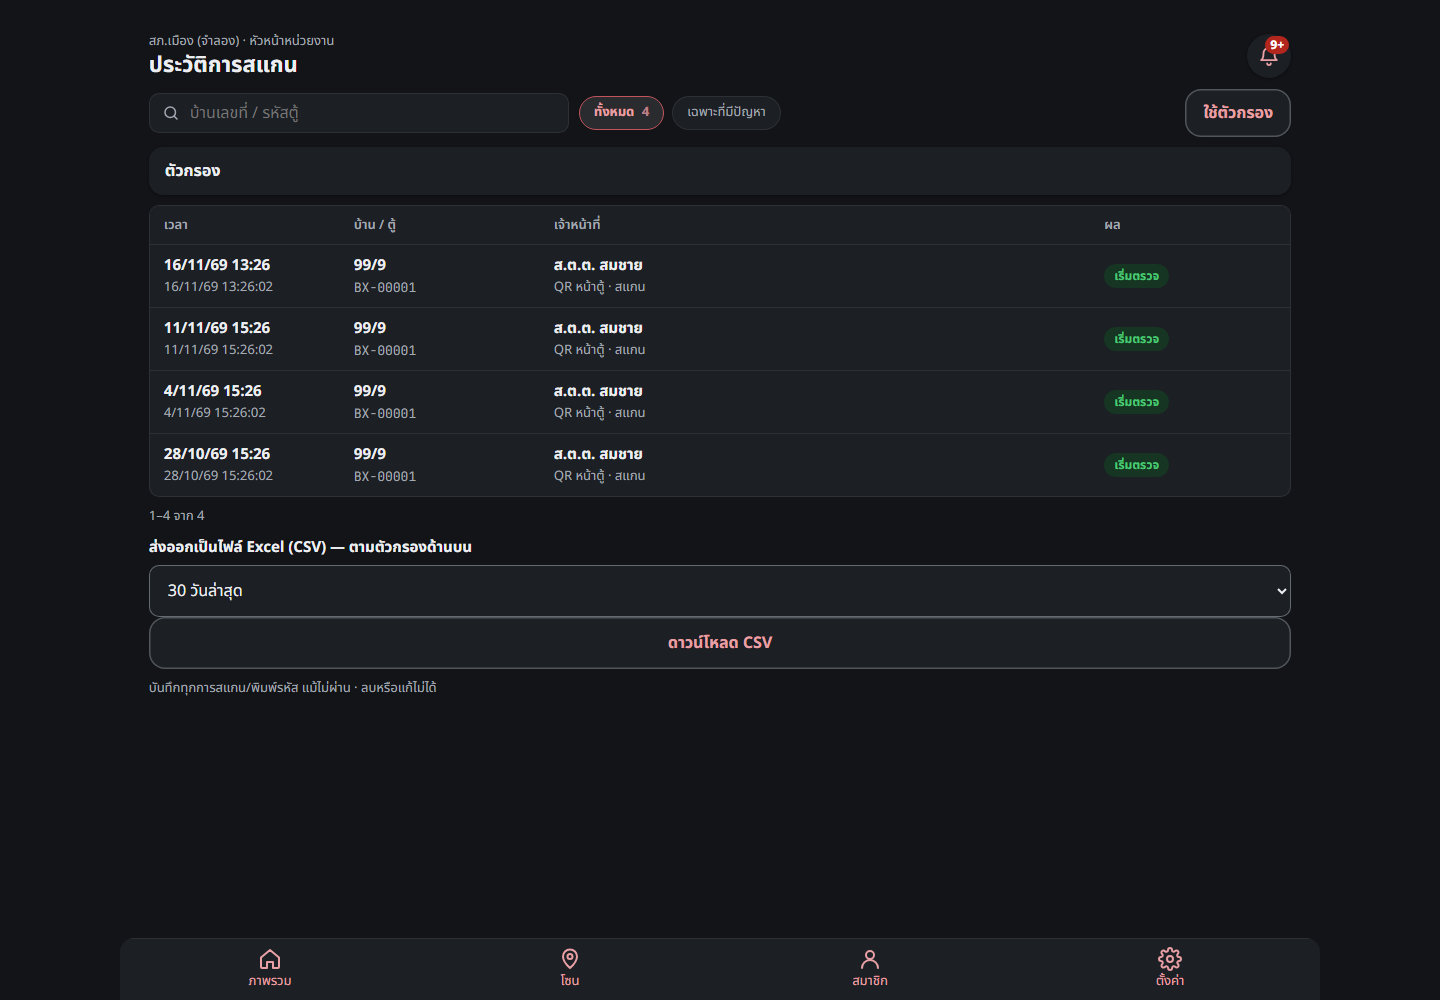 สภ.เมือง (จำลอง) · หัวหน้าหน่วยงาน
ประวัติการสแกน
9+
บ้านเลขที่ / รหัสตู้
ทั้งหมด 4
เฉพาะที่มีปัญหา
ใช้ตัวกรอง
ตัวกรอง
เวลา บ้าน / ตู้ เจ้าหน้าที่ ผล
16/11/69 13:26 99/9 ส.ต.ต. สมชาย
16/11/69 13:26:02 BX-00001 QR หน้าตู้ · สแกน เริ่มตรวจ
11/11/69 15:26 99/9 ส.ต.ต. สมชาย
11/11/69 15:26:02 BX-00001 QR หน้าตู้ · สแกน เริ่มตรวจ
4/11/69 15:26 99/9 ส.ต.ต. สมชาย
4/11/69 15:26:02 BX-00001 QR หน้าตู้ · สแกน เริ่มตรวจ
28/10/69 15:26 99/9 ส.ต.ต. สมชาย
28/10/69 15:26:02 BX-00001 QR หน้าตู้ · สแกน เริ่มตรวจ
1–4 จาก 4
ส่งออกเป็นไฟล์ Excel (CSV) — ตามตัวกรองด้านบน
30 วันล่าสุด
ดาวน์โหลด CSV
บันทึกทุกการสแกน/พิมพ์รหัส แม้ไม่ผ่าน · ลบหรือแก้ไม่ได้
ภาพรวม โซน สมาชิก ตั้งค่า